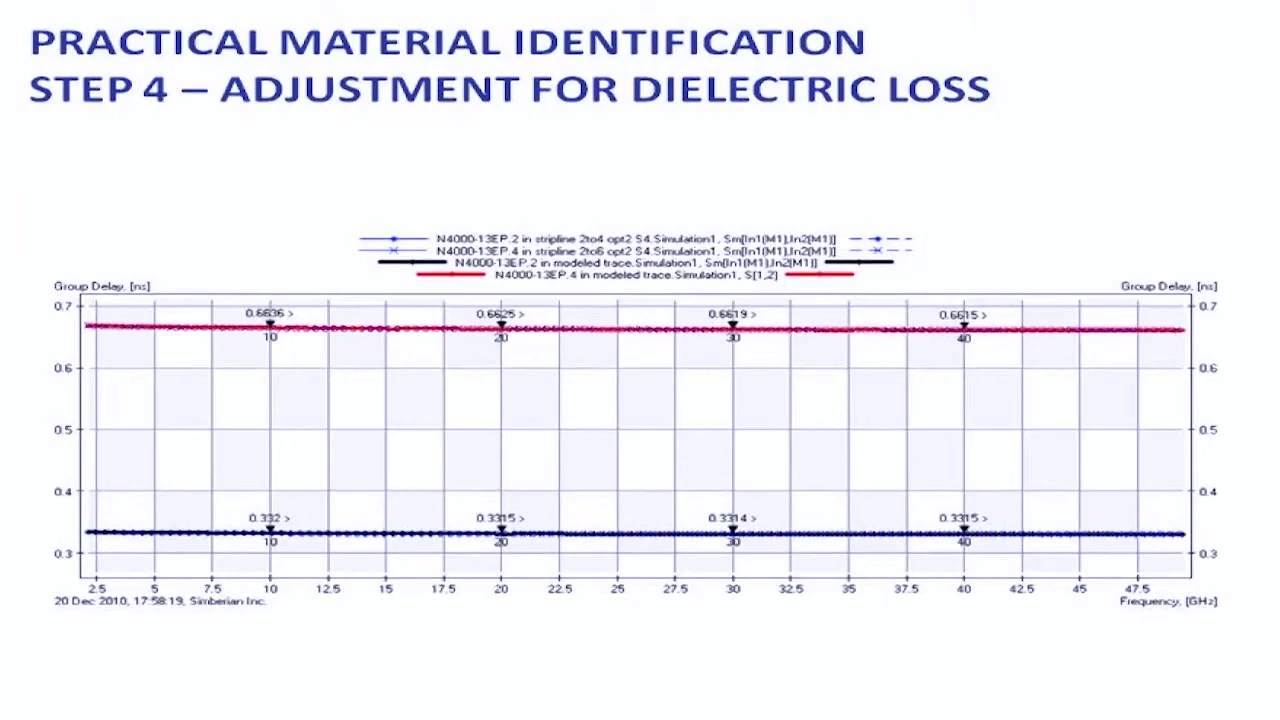 PRACTICAL MATERIAL IDENTIFICATION
STEP 4 – ADJUSTMENT FOR DIELECTRIC LOSS
N4000-13EP.2 in stripline 2to4 opt2 S4.Simulation1, Sm[In1(M1),In2(M1)]
N4000-13EP.4 in stripline 2to6 opt2 S4.Simulation1, Sm[In1(M1),In2(M1)]
N4000-13EP.2 in modeled trace.Simulation1, Sm[In1(M1),In2(M1)]
N4000-13EP.4 in modeled trace.Simulation1, S[1,2]
Group Delay, [ns] Group Delay, [ns]
0.7 0.7
0.6636 > 0.6625 > 0.6619 > 0.6615 >
10 20 30 40
0.6 0.6
0.5 0.5
0.4 0.4
0.332 > 0.3315 > 0.3314 > 0.3315 >
10 20 30 40
0.3 0.3
2.5 5 7.5 10 12.5 15 17.5 20 22.5 25 27.5 30 32.5 35 37.5 40 42.5 45 47.5
20 Dec 2010, 17:58:19, Simberian Inc. Frequency, [GHz]